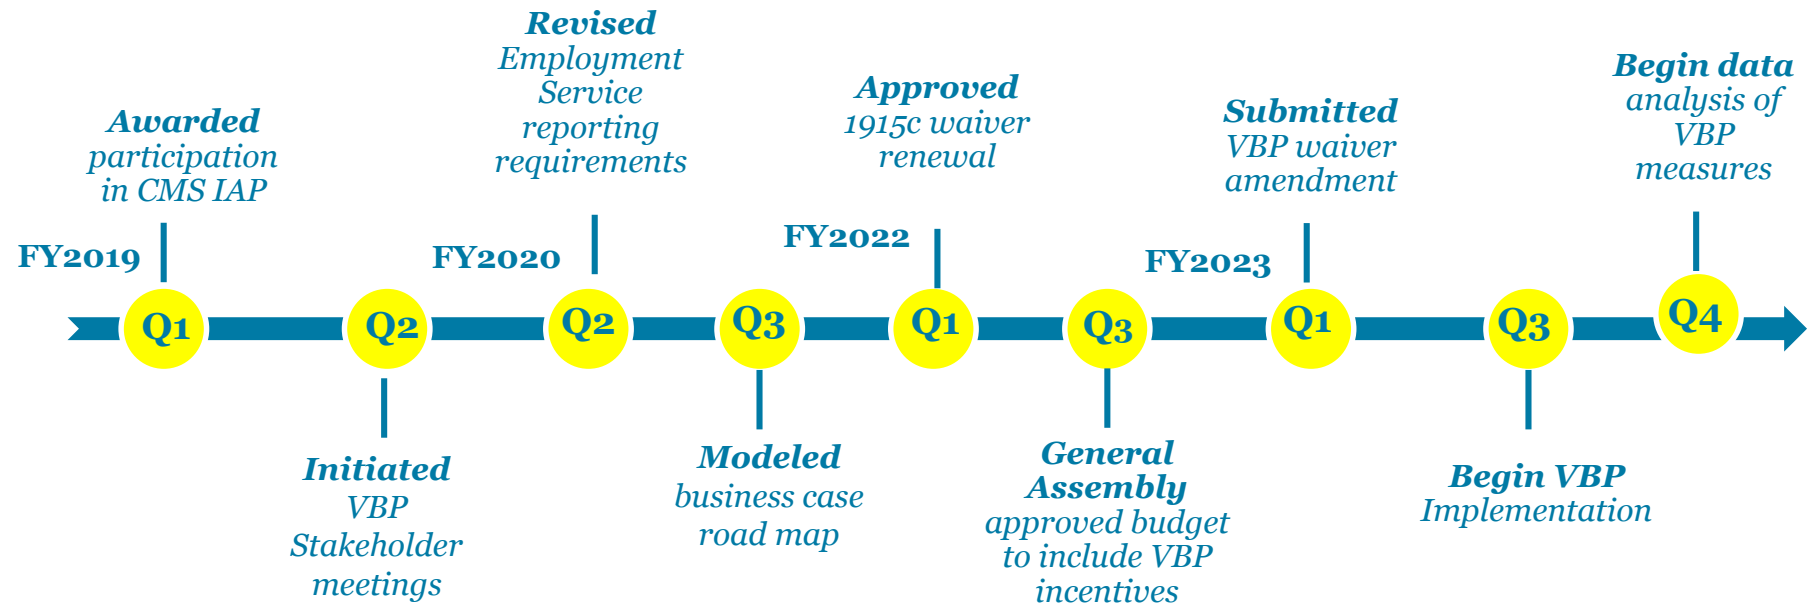 FY2019
Awarded
participation
in CMS IAP
Q1
Q2
Initiated
VBP
Stakeholder
meetings
FY2020
Revised
Employment
Service
reporting
requirements
Q2
Q3
Modeled
business case
road map
FY2022
Approved
1915c waiver
renewal
Q1
Q3
General
Assembly
approved budget
to include VBP
incentives
FY2023
Submitted
VBP waiver
amendment
Q1
Q3
Begin VBP
Implementation
Begin data
analysis of
VBP
measures
Q4